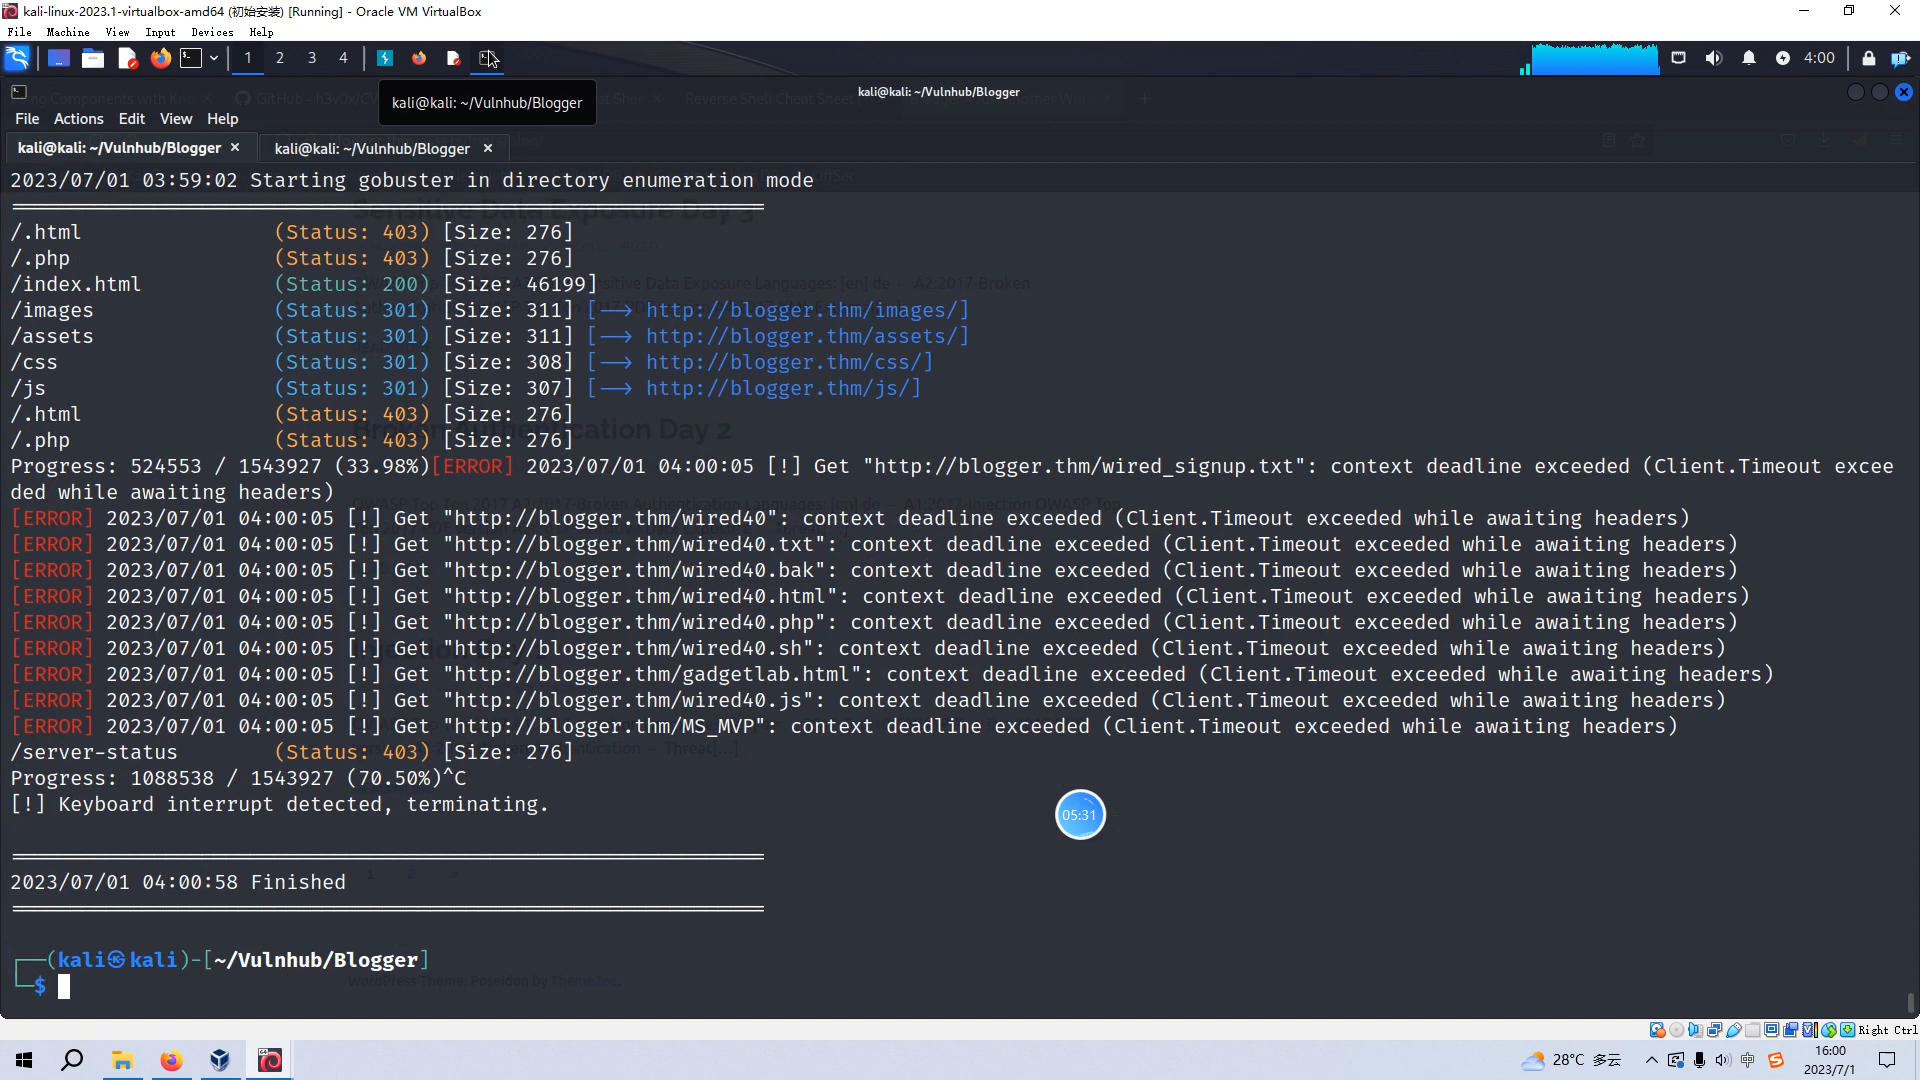 kali-linux-2023.1-virtualbox-amd64 (初始安装) [Running] - Oracle VM VirtualBox
File Machine View Input Devices Help
1 2 3 4 4:00
kali@kali: ~/Vulnhub/Blogger
kali@kali: ~/Vulnhub/Blogger
File Actions Edit View Help
kali@kali: ~/Vulnhub/Blogger × kali@kali: ~/Vulnhub/Blogger ×
2023/07/01 03:59:02 Starting gobuster in directory enumeration mode
Sensitive Data Exposure Day 3
/.html (Status: 403) [Size: 276]
/.php (Status: 403) [Size: 276]
/index.html (Status: 200) [Size: 46199]
/images (Status: 301) [Size: 311] [--> http://blogger.thm/images/]
/assets (Status: 301) [Size: 311] [--> http://blogger.thm/assets/]
/css (Status: 301) [Size: 308] [--> http://blogger.thm/css/]
/js (Status: 301) [Size: 307] [--> http://blogger.thm/js/]
/.html (Status: 403) [Size: 276]
Broken Authentication Day 2
/.php (Status: 403) [Size: 276]
Progress: 524553 / 1543927 (33.98%)[ERROR] 2023/07/01 04:00:05 [!] Get "http://blogger.thm/wired_signup.txt": context deadline exceeded (Client.Timeout excee
ded while awaiting headers)
[ERROR] 2023/07/01 04:00:05 [!] Get "http://blogger.thm/wired40": context deadline exceeded (Client.Timeout exceeded while awaiting headers)
[ERROR] 2023/07/01 04:00:05 [!] Get "http://blogger.thm/wired40.txt": context deadline exceeded (Client.Timeout exceeded while awaiting headers)
[ERROR] 2023/07/01 04:00:05 [!] Get "http://blogger.thm/wired40.bak": context deadline exceeded (Client.Timeout exceeded while awaiting headers)
[ERROR] 2023/07/01 04:00:05 [!] Get "http://blogger.thm/wired40.html": context deadline exceeded (Client.Timeout exceeded while awaiting headers)
[ERROR] 2023/07/01 04:00:05 [!] Get "http://blogger.thm/wired40.php": context deadline exceeded (Client.Timeout exceeded while awaiting headers)
[ERROR] 2023/07/01 04:00:05 [!] Get "http://blogger.thm/wired40.sh": context deadline exceeded (Client.Timeout exceeded while awaiting headers)
[ERROR] 2023/07/01 04:00:05 [!] Get "http://blogger.thm/gadgetlab.html": context deadline exceeded (Client.Timeout exceeded while awaiting headers)
[ERROR] 2023/07/01 04:00:05 [!] Get "http://blogger.thm/wired40.js": context deadline exceeded (Client.Timeout exceeded while awaiting headers)
[ERROR] 2023/07/01 04:00:05 [!] Get "http://blogger.thm/MS_MVP": context deadline exceeded (Client.Timeout exceeded while awaiting headers)
/server-status (Status: 403) [Size: 276]
Progress: 1088538 / 1543927 (70.50%)^C
[!] Keyboard interrupt detected, terminating.
05:31
2023/07/01 04:00:58 Finished
(kali㉿kali)-[~/Vulnhub/Blogger]
$
WordPress Theme: Poseidon by ThemeZee.
Right Ctrl
28°C 多云 中 16:00
2023/7/1